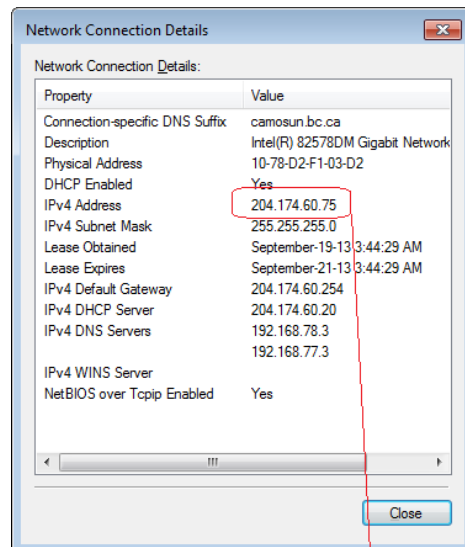 Network Connection Details
Network Connection Details:
Property Value
Connection-specific DNS Suffix camosun.bc.ca
Description Intel(R) 82578DM Gigabit Network
Physical Address 10-78-D2-F1-03-D2
DHCP Enabled Yes
IPv4 Address 204.174.60.75
IPv4 Subnet Mask 255.255.255.0
Lease Obtained September-19-13 3:44:29 AM
Lease Expires September-21-13 3:44:29 AM
IPv4 Default Gateway 204.174.60.254
IPv4 DHCP Server 204.174.60.20
IPv4 DNS Servers 192.168.78.3
192.168.77.3
IPv4 WINS Server
NetBIOS over Tcpip Enabled Yes
Close